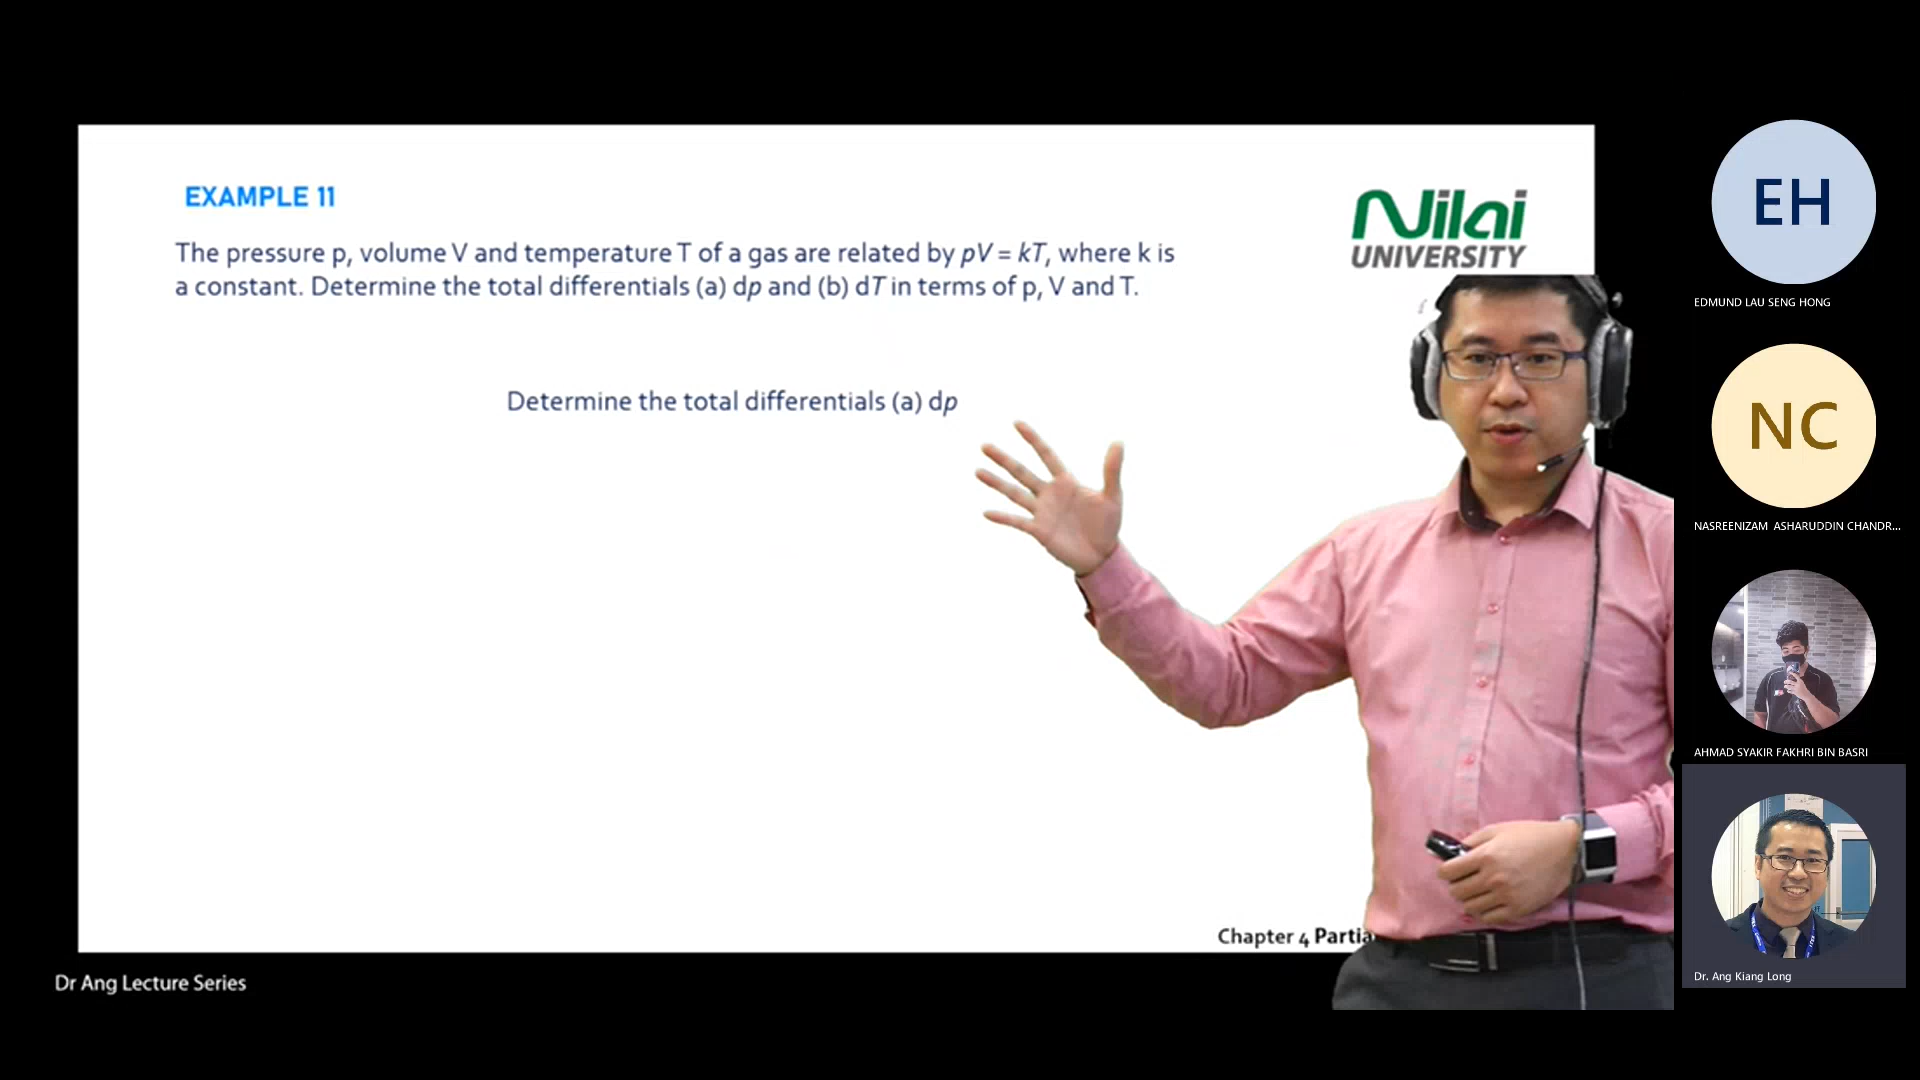 EXAMPLE 11
Nilai
UNIVERSITY
The pressure p, volume V and temperature T of a gas are related by pV = kT, where k is
a constant. Determine the total differentials (a) dp and (b) dT in terms of p, V and T.
Determine the total differentials (a) dp
Chapter 4 Partia
Dr Ang Lecture Series
EH
EDMUND LAU SENG HONG
NC
NASREENIZAM ASHARUDDIN CHANDR...
AHMAD SYAKIR FAKHRI BIN BASRI
Dr. Ang Kiang Long